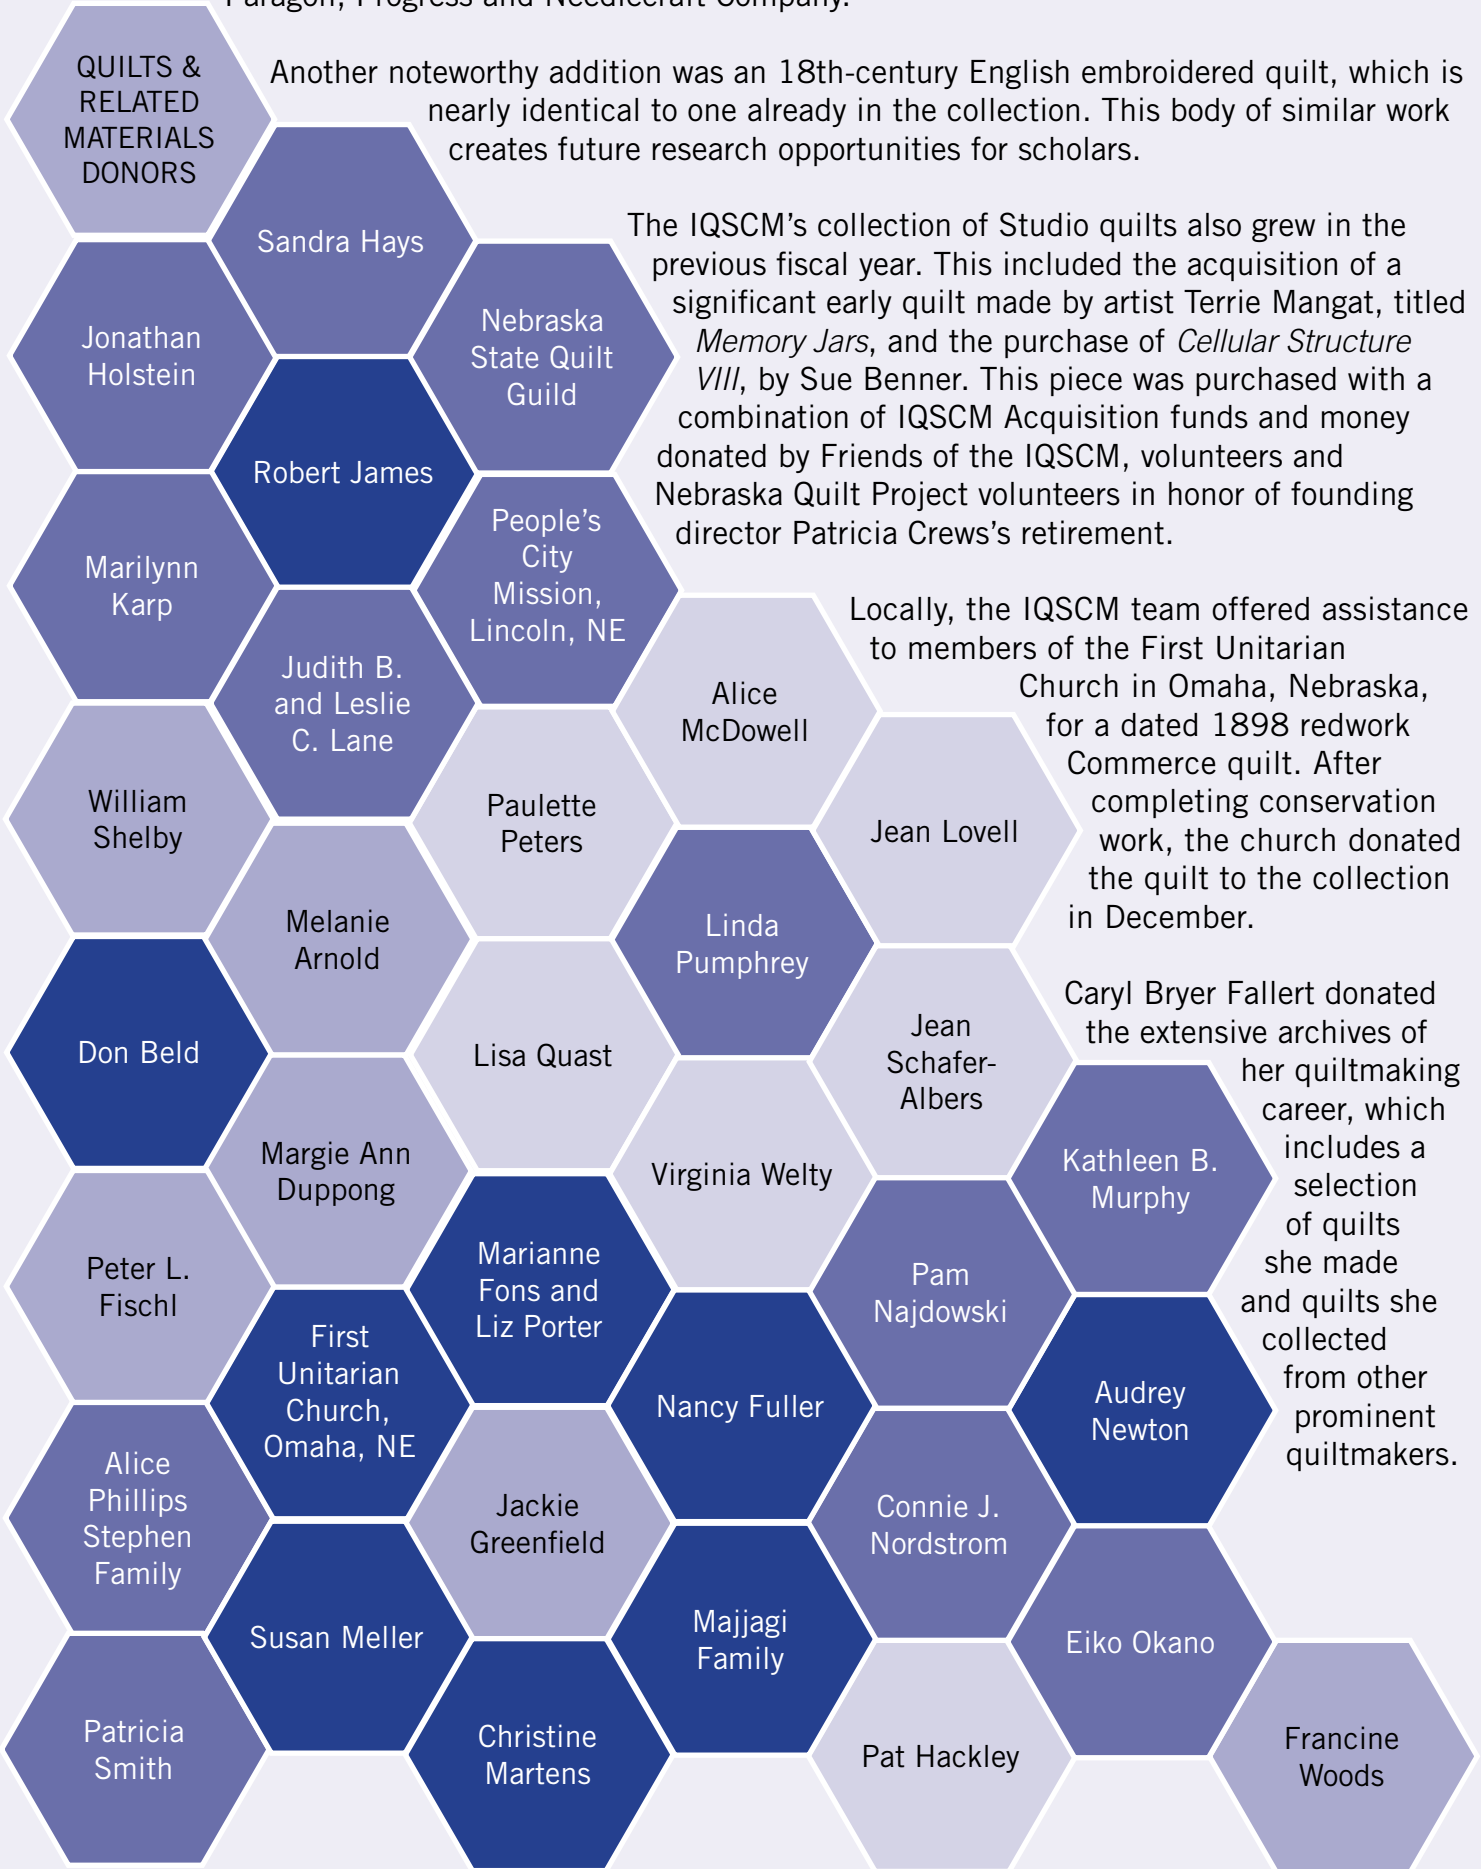 Paragon, Progress and Needlecraft Company.
Another noteworthy addition was an 18th-century English embroidered quilt, which is
nearly identical to one already in the collection. This body of similar work
creates future research opportunities for scholars.
The IQSCM's collection of Studio quilts also grew in the
previous fiscal year. This included the acquisition of a
significant early quilt made by artist Terrie Mangat, titled
Memory Jars, and the purchase of Cellular Structure
VIII, by Sue Benner. This piece was purchased with a
combination of IQSCM Acquisition funds and money
donated by Friends of the IQSCM, volunteers and
Nebraska Quilt Project volunteers in honor of founding
director Patricia Crews's retirement.
Locally, the IQSCM team offered assistance
to members of the First Unitarian
Church in Omaha, Nebraska,
for a dated 1898 redwork
Commerce quilt. After
completing conservation
work, the church donated
the quilt to the collection
in December.
Caryl Bryer Fallert donated
the extensive archives of
her quiltmaking
career, which
includes a
selection
of quilts
she made
and quilts she
collected
from other
prominent
quiltmakers.
QUILTS &
RELATED
MATERIALS
DONORS
Jonathan
Holstein
Marilynn
Karp
William
Shelby
Don Beld
Peter L.
Fischl
Alice
Phillips
Stephen
Family
Patricia
Smith
Sandra Hays
Robert James
Judith B.
and Leslie
C. Lane
Melanie
Arnold
Margie Ann
Duppong
First
Unitarian
Church,
Omaha, NE
Susan Meller
Nebraska
State Quilt
Guild
People's
City
Mission,
Lincoln, NE
Paulette
Peters
Lisa Quast
Marianne
Fons and
Liz Porter
Jackie
Greenfield
Christine
Martens
Alice
McDowell
Linda
Pumphrey
Virginia Welty
Nancy Fuller
Majjagi
Family
Jean Lovell
Jean
Schafer-
Albers
Pam
Najdowski
Connie J.
Nordstrom
Pat Hackley
Kathleen B.
Murphy
Audrey
Newton
Eiko Okano
Francine
Woods